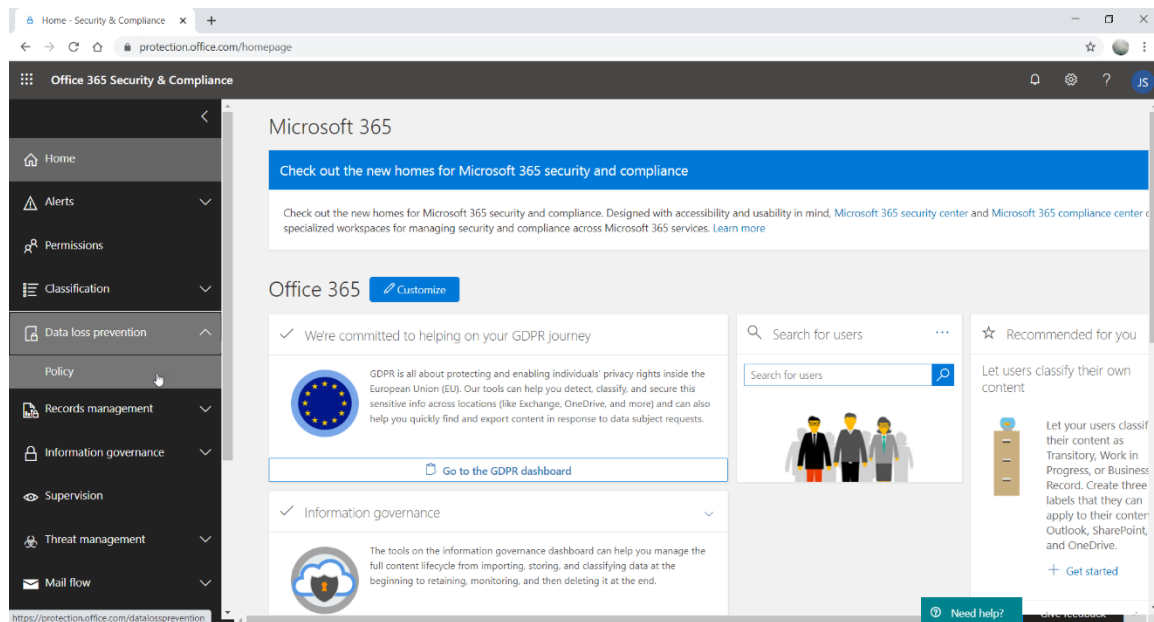 Home - Security & Compliance
protection.office.com/homepage
Office 365 Security & Compliance
JS
Home
Alerts
Permissions
Classification
Data loss prevention
Policy
Records management
Information governance
Supervision
Threat management
Mail flow
https://protection.office.com/datalossprevention
Microsoft 365
Check out the new homes for Microsoft 365 security and compliance
Check out the new homes for Microsoft 365 security and compliance. Designed with accessibility and usability in mind, Microsoft 365 security center and Microsoft 365 compliance center
specialized workspaces for managing security and compliance across Microsoft 365 services. Learn more
Office 365
Customize
We're committed to helping on your GDPR journey
GDPR is all about protecting and enabling individuals' privacy rights inside the
European Union (EU). Our tools can help you detect, classify, and secure this
sensitive info across locations (like Exchange, OneDrive, and more) and can also
help you quickly find and export content in response to data subject requests.
Go to the GDPR dashboard
Information governance
The tools on the information governance dashboard can help you manage the
full content lifecycle from importing, storing, and classifying data at the
beginning to retaining, monitoring, and then deleting it at the end.
Search for users
Search for users
Recommended for you
Let users classify their own
content
Let your users classif
their content as
Transitory, Work in
Progress, or Business
Record. Create three
labels that they can
apply to their conten
Outlook, SharePoint,
and OneDrive.
Get started
Need help?
Give feedback